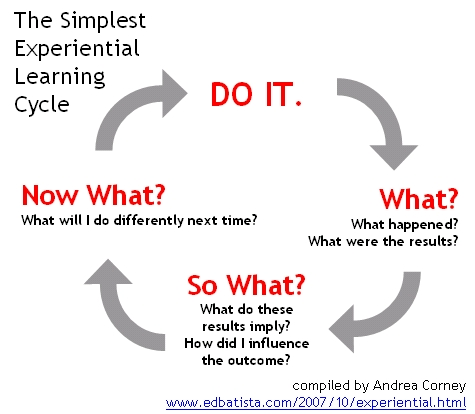 The Simplest
Experiential
Learning
Cycle
DO IT.
What?
What happened?
What were the results?
So What?
What do these
results imply?
How did I influence
the outcome?
Now What?
What will I do differently next time?
compiled by Andrea Corney
www.edbatista.com/2007/10/experiential.html